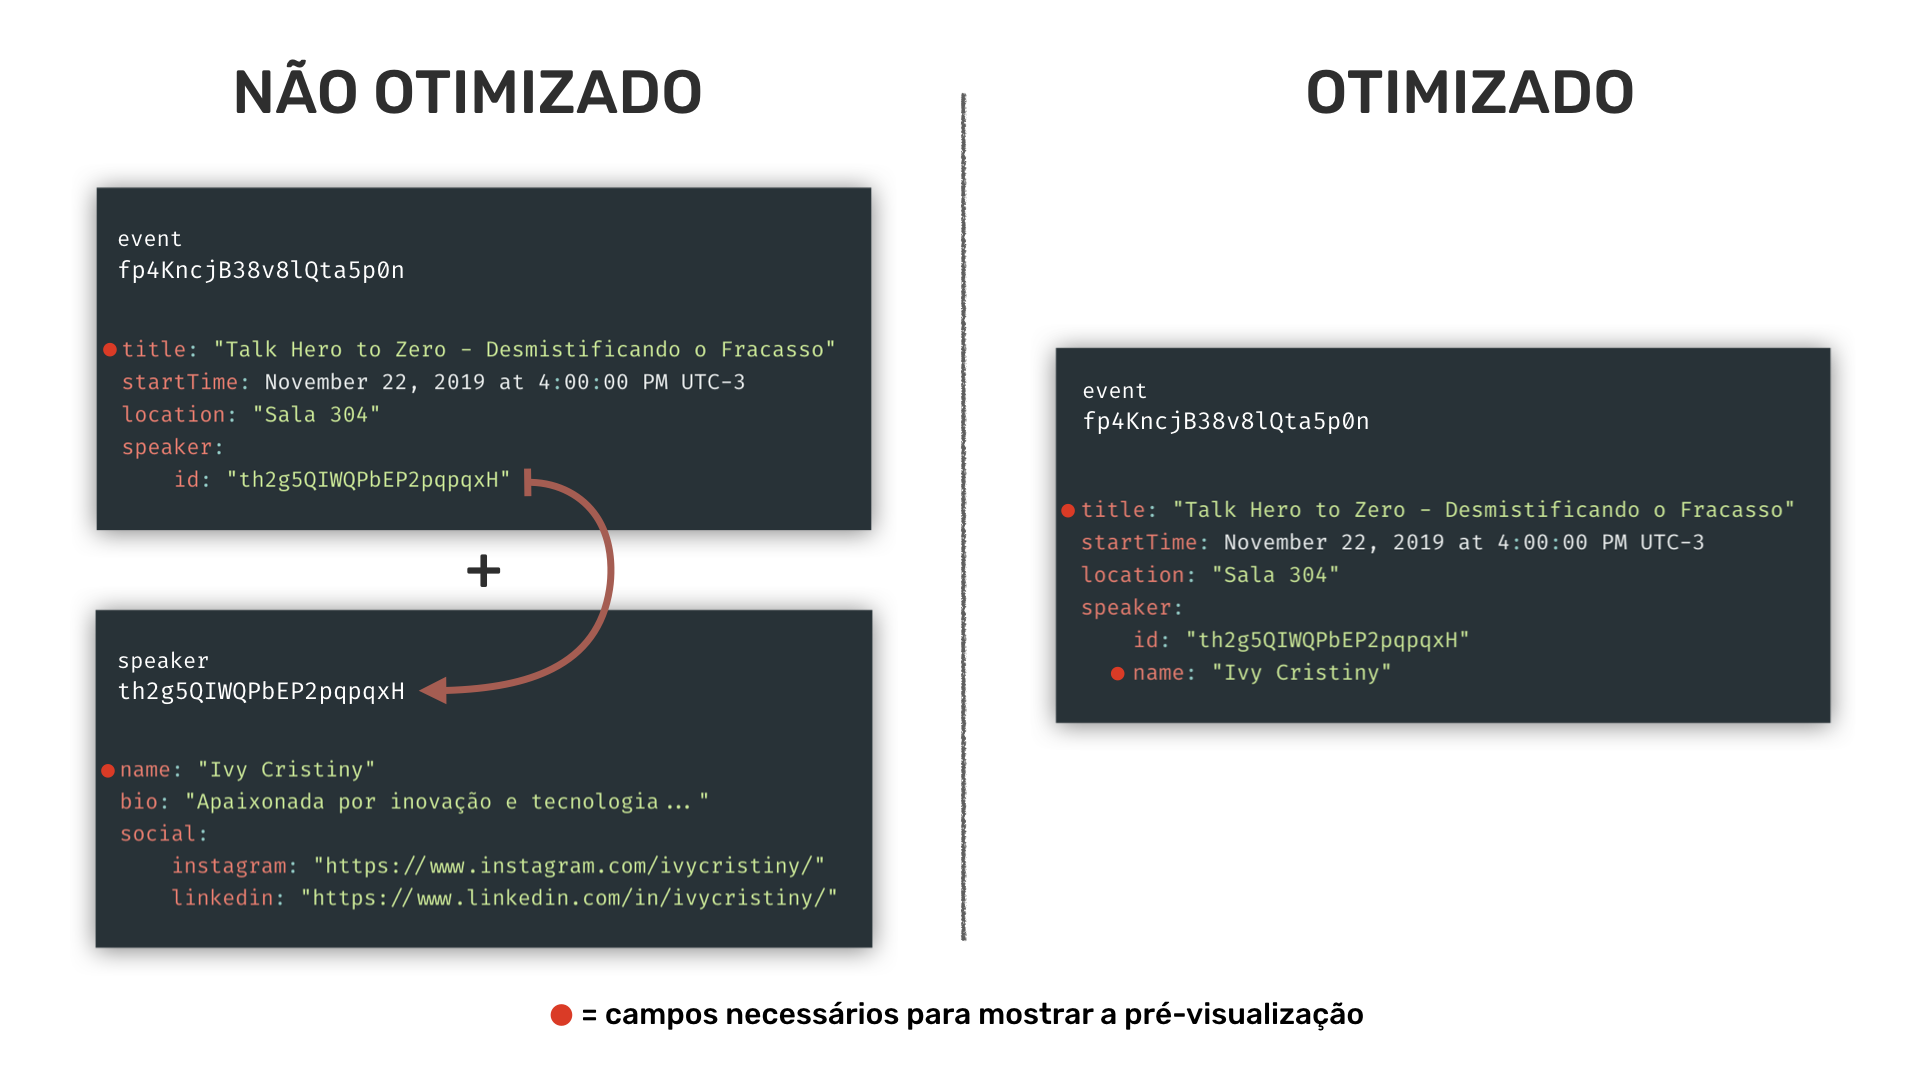 NÃO OTIMIZADO
event
fp4KncjB38v8lQta5p0n
title: "Talk Hero to Zero - Desmistificando o Fracasso"
startTime: November 22, 2019 at 4:00:00 PM UTC-3
location: "Sala 304"
speaker:
id: "th2g5QIWQPbEP2pqpqxH"
+
speaker
th2g5QIWQPbEP2pqpqxH
name: "Ivy Cristiny"
bio: "Apaixonada por inovação e tecnologia..."
social:
instagram: "https://www.instagram.com/ivycristiny/"
linkedin: "https://www.linkedin.com/in/ivycristiny/"
OTIMIZADO
event
fp4KncjB38v8lQta5p0n
title: "Talk Hero to Zero - Desmistificando o Fracasso"
startTime: November 22, 2019 at 4:00:00 PM UTC-3
location: "Sala 304"
speaker:
id: "th2g5QIWQPbEP2pqpqxH"
name: "Ivy Cristiny"
= campos necessários para mostrar a pré-visualização